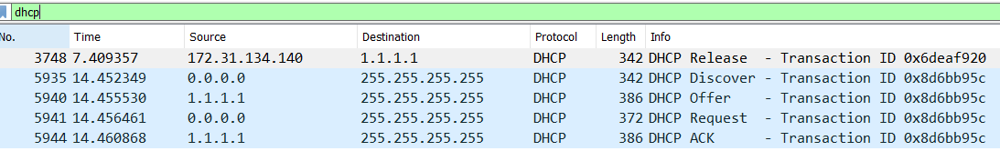 dhcp
No. Time Source Destination Protocol Length Info
3748 7.409357 172.31.134.140 1.1.1.1 DHCP 342 DHCP Release - Transaction ID 0x6deaf920
5935 14.452349 0.0.0.0 255.255.255.255 DHCP 342 DHCP Discover - Transaction ID 0x8d6bb95c
5940 14.455530 1.1.1.1 255.255.255.255 DHCP 386 DHCP Offer - Transaction ID 0x8d6bb95c
5941 14.456461 0.0.0.0 255.255.255.255 DHCP 372 DHCP Request - Transaction ID 0x8d6bb95c
5944 14.460868 1.1.1.1 255.255.255.255 DHCP 386 DHCP ACK - Transaction ID 0x8d6bb95c